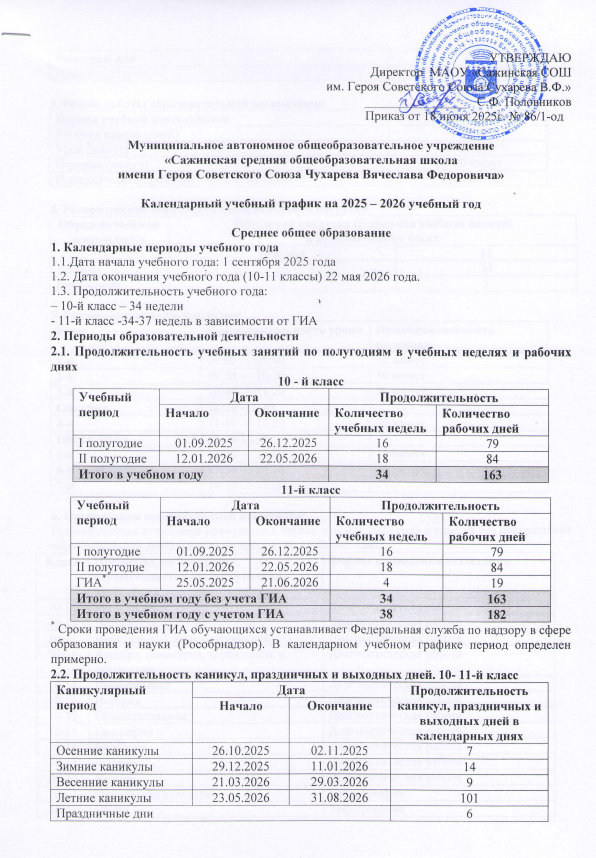 УТВЕРЖДАЮ
Директор МАОУ «Сажинская СОШ
им. Героя Советского Союза Сухарева В.Ф.»
С.Ф. Половников
Приказ от 18 июня 2025г. № 86/1-од
Муниципальное автономное общеобразовательное учреждение
«Сажинская средняя общеобразовательная школа
имени Героя Советского Союза Чухарева Вячеслава Федоровича»
Календарный учебный график на 2025 – 2026 учебный год
Среднее общее образование
1. Календарные периоды учебного года
1.1.Дата начала учебного года: 1 сентября 2025 года
1.2. Дата окончания учебного года (10-11 классы) 22 мая 2026 года.
1.3. Продолжительность учебного года:
– 10-й класс – 34 недели
- 11-й класс -34-37 недель в зависимости от ГИА
2. Периоды образовательной деятельности
2.1. Продолжительность учебных занятий по полугодиям в учебных неделях и рабочих
днях
10 - й класс
Учебный период Дата Продолжительность
Начало Окончание Количество учебных недель Количество рабочих дней
I полугодие 01.09.2025 26.12.2025 16 79
II полугодие 12.01.2026 22.05.2026 18 84
Итого в учебном году 34 163
11-й класс
Учебный период Дата Продолжительность
Начало Окончание Количество учебных недель Количество рабочих дней
I полугодие 01.09.2025 26.12.2025 16 79
II полугодие 12.01.2026 22.05.2026 18 84
ГИА* 25.05.2025 21.06.2026 4 19
Итого в учебном году без учета ГИА 34 163
Итого в учебном году с учетом ГИА 38 182
* Сроки проведения ГИА обучающихся устанавливает Федеральная служба по надзору в сфере
образования и науки (Рособрнадзор). В календарном учебном графике период определен
примерно.
2.2. Продолжительность каникул, праздничных и выходных дней. 10- 11-й класс
Каникулярный период Дата Продолжительность каникул, праздничных и выходных дней в календарных днях
Начало Окончание
Осенние каникулы 26.10.2025 02.11.2025 7
Зимние каникулы 29.12.2025 11.01.2026 14
Весенние каникулы 21.03.2026 29.03.2026 9
Летние каникулы 23.05.2026 31.08.2026 101
Праздничные дни 6